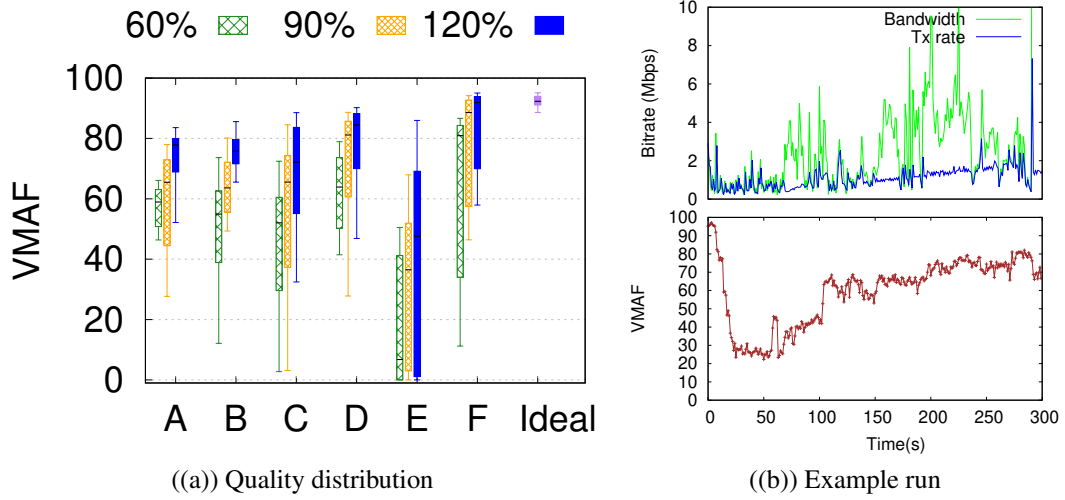 60% 90% 120%
100
80
60
40
20
0
VMAF
A B C D E F Ideal
((a)) Quality distribution
Bandwidth
Tx rate
10
8
6
4
2
0
Bitrate (Mbps)
100
90
80
70
60
50
40
30
20
10
0
VMAF
0 50 100 150 200 250 300
Time(s)
((b)) Example run